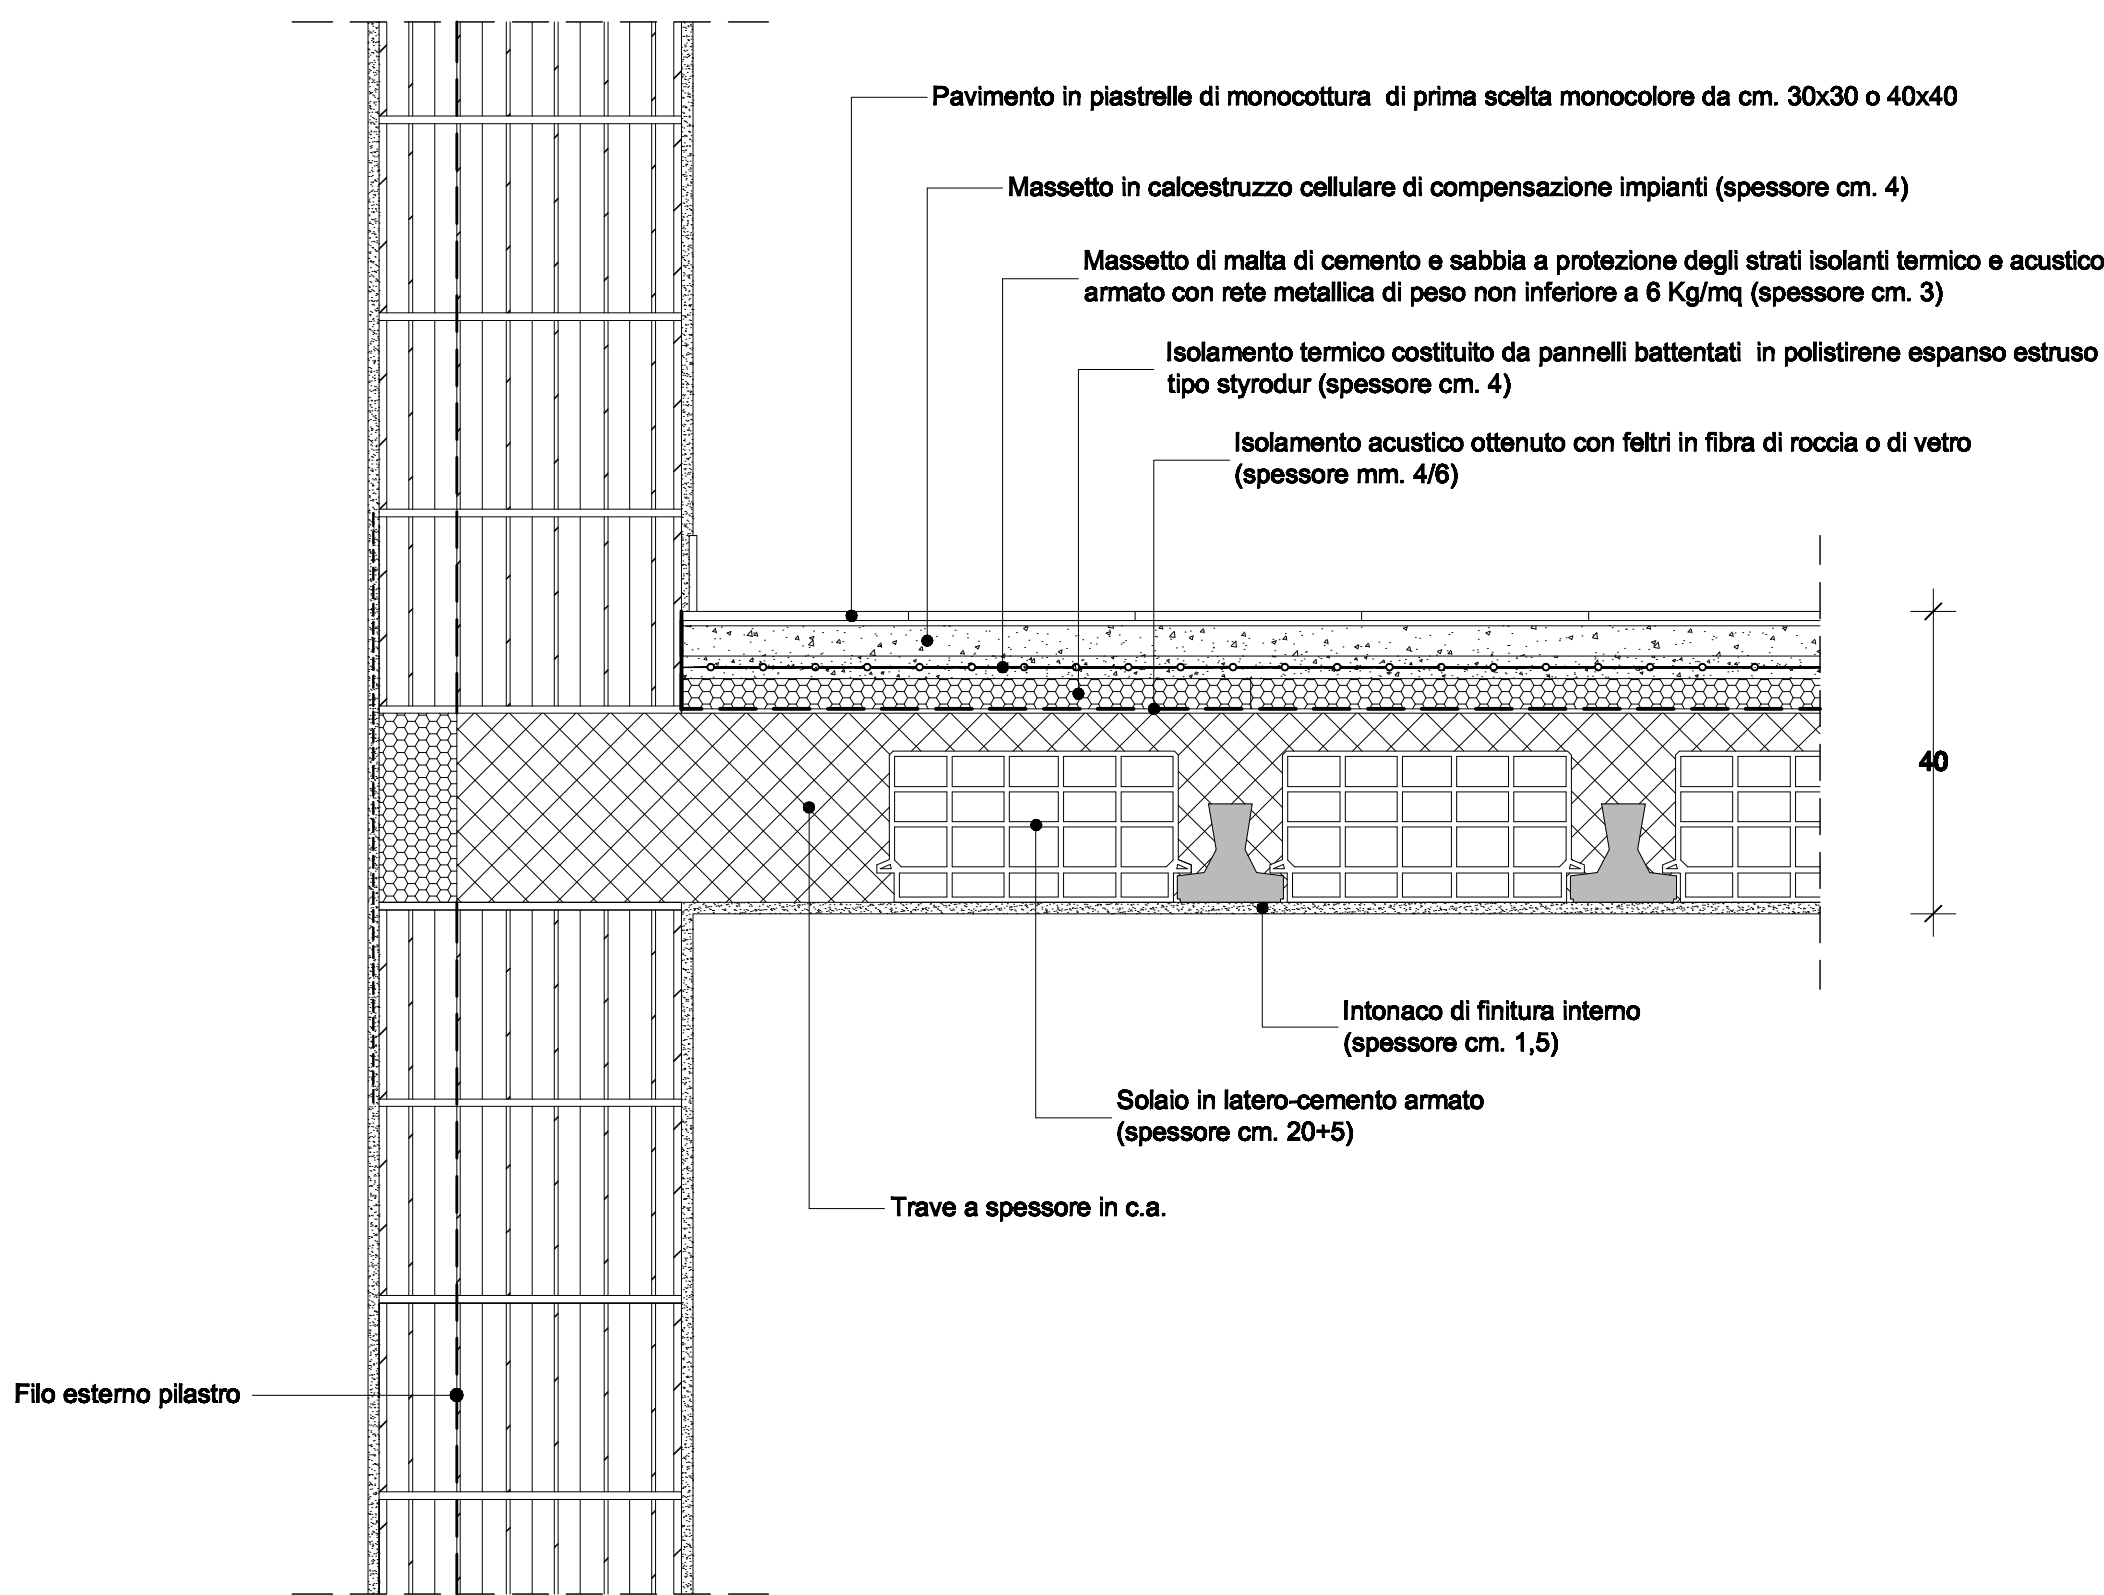 Pavimento in piastrelle di monocottura  di prima scelta monocolore da cm. 30x30 o 40x40
Massetto in calcestruzzo cellulare di compensazione impianti (spessore cm. 4)
Massetto di malta di cemento e sabbia a protezione degli strati isolanti termico e acustico
armato con rete metallica di peso non inferiore a 6 Kg/mq (spessore cm. 3)
Isolamento termico costituito da pannelli battentati  in polistirene espanso estruso
tipo styrodur (spessore cm. 4)
Isolamento acustico ottenuto con feltri in fibra di roccia o di vetro
(spessore mm. 4/6)
40
Intonaco di finitura interno
(spessore cm. 1,5)
Solaio in latero-cemento armato
(spessore cm. 20+5)
Trave a spessore in c.a.
Filo esterno pilastro